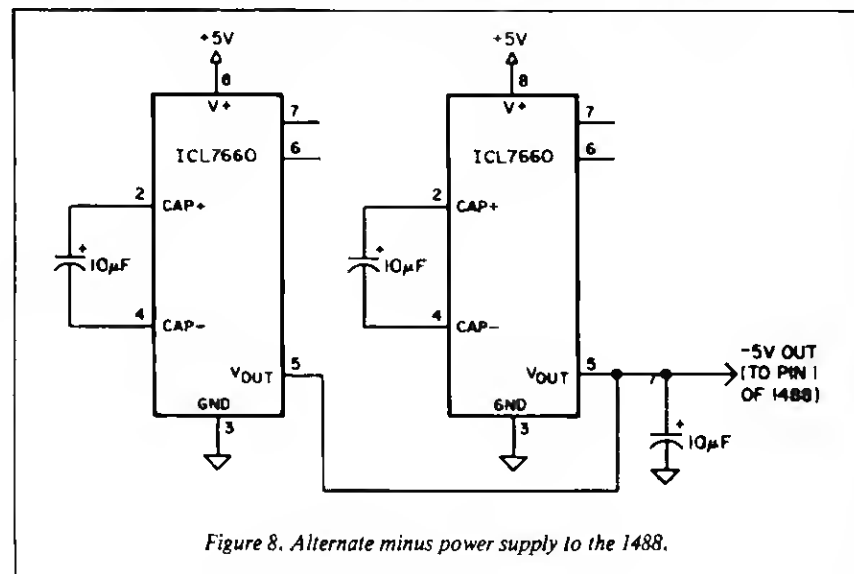 +5V
+5V
8
8
V+
V+
7
7
ICL7660
6
ICL7660
6
2
CAP+
2
CAP+
+
10µF
+
10µF
4
CAP-
4
CAP-
VOUT
5
VOUT
5
-5V OUT
(TO PIN 1
OF 1488)
GND
GND
3
3
+
10µF
Figure 8. Alternate minus power supply to the 1488.